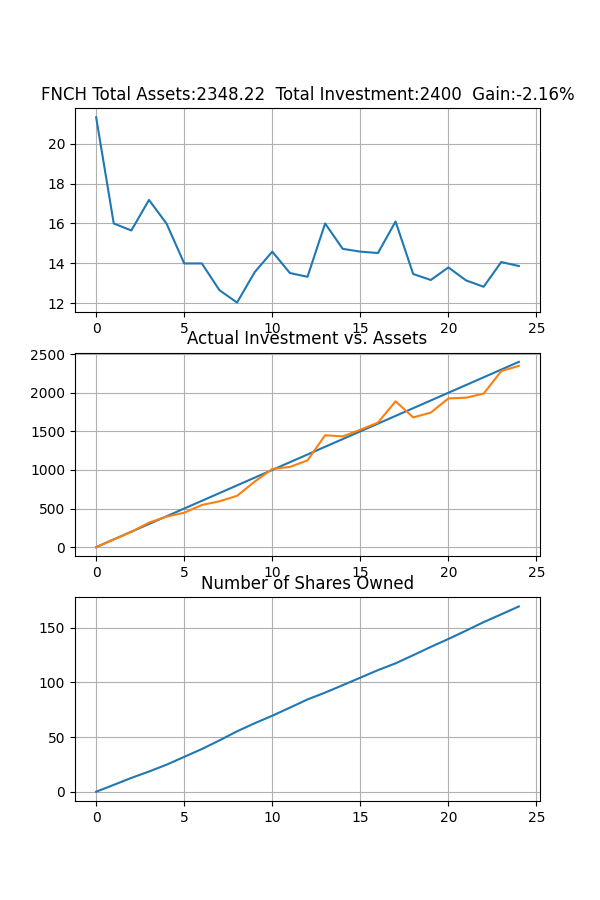 FNCH Total Assets:2348.22  Total Investment:2400  Gain:-2.16%
20
18
16
14
12
0 5 10 15 20 25
Actual Investment vs. Assets
2500
2000
1500
1000
500
0
0 5 10 15 20 25
Number of Shares Owned
150
100
50
0
0 5 10 15 20 25